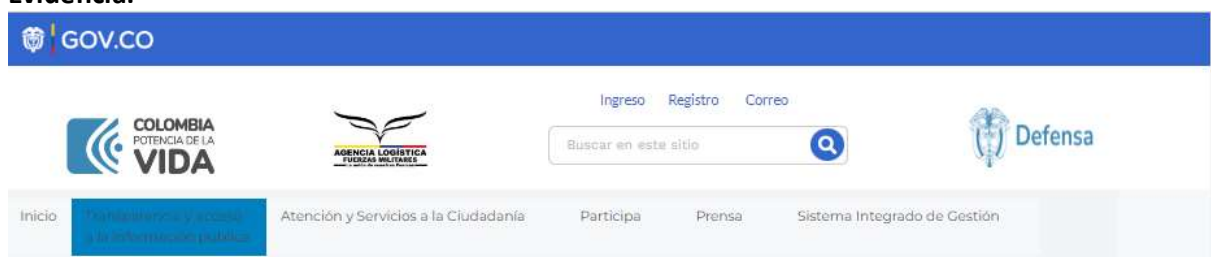 Evidencia:
GOV.CO
Ingreso Registro Correo
COLOMBIA
POTENCIA DE LA
VIDA
AGENCIA LOGÍSTICA
FUERZAS MILITARES
Buscar en este sitio
Defensa
Inicio Transparencia y acceso Atención y Servicios a la Ciudadanía Participa Prensa Sistema Integrado de Gestión
a la información pública